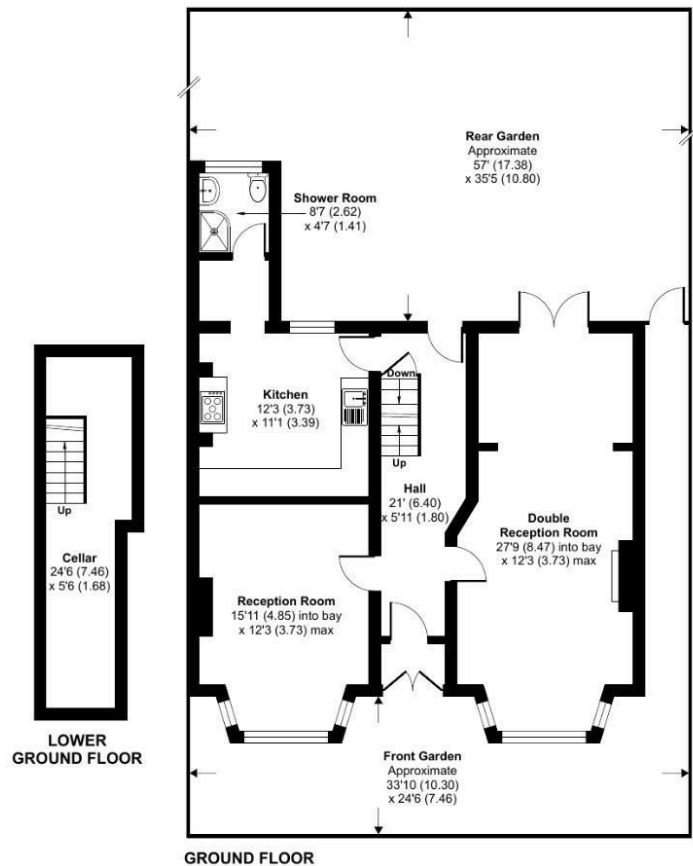 Rear Garden
Approximate
57' (17.38)
x 35'5 (10.80)
Shower Room
8'7 (2.62)
x 4'7 (1.41)
Kitchen
12'3 (3.73)
x 11'1 (3.39)
Down
Up
Hall
21' (6.40)
x 5'11 (1.80)
Double
Reception Room
27'9 (8.47) into bay
x 12'3 (3.73) max
Reception Room
15'11 (4.85) into bay
x 12'3 (3.73) max
Up
Cellar
24'6 (7.46)
x 5'6 (1.68)
LOWER
GROUND FLOOR
Front Garden
Approximate
33'10 (10.30)
x 24'6 (7.46)
GROUND FLOOR